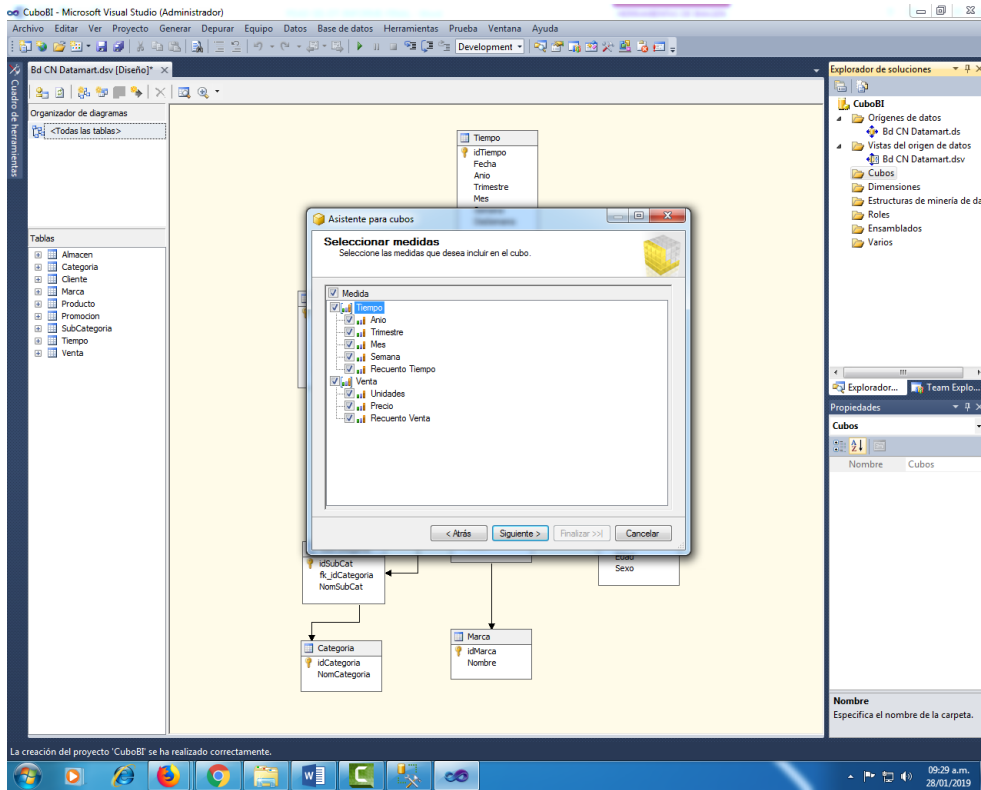 CuboBI - Microsoft Visual Studio (Administrador)
Archivo Editar Ver Proyecto Generar Depurar Equipo Datos Base de datos Herramientas Prueba Ventana Ayuda
Development
Cuadro de herramientas
Bd CN Datamart.dsv [Diseño]*
Organizador de diagramas
<Todas las tablas>
Tablas
Almacen
Categoria
Cliente
Marca
Producto
Promocion
SubCategoria
Tiempo
Venta
Tiempo
idTiempo
Fecha
Anio
Trimestre
Mes
Asistente para cubos
Seleccionar medidas
Seleccione las medidas que desea incluir en el cubo.
Medida
Tiempo
Anio
Trimestre
Mes
Semana
Recuento Tiempo
Venta
Unidades
Precio
Recuento Venta
< Atrás
Siguiente >
Finalizar >>|
Cancelar
idSubCat
fk_idCategoria
NomSubCat
Edad
Sexo
Categoria
idCategoria
NomCategoria
Marca
idMarca
Nombre
Explorador de soluciones
CuboBI
Orígenes de datos
Bd CN Datamart.ds
Vistas del origen de datos
Bd CN Datamart.dsv
Cubos
Dimensiones
Estructuras de minería de da
Roles
Ensamblados
Varios
Explorador...
Team Explo...
Propiedades
Cubos
Nombre Cubos
Nombre
Especifica el nombre de la carpeta.
La creación del proyecto 'CuboBI' se ha realizado correctamente.
09:29 a.m.
28/01/2019